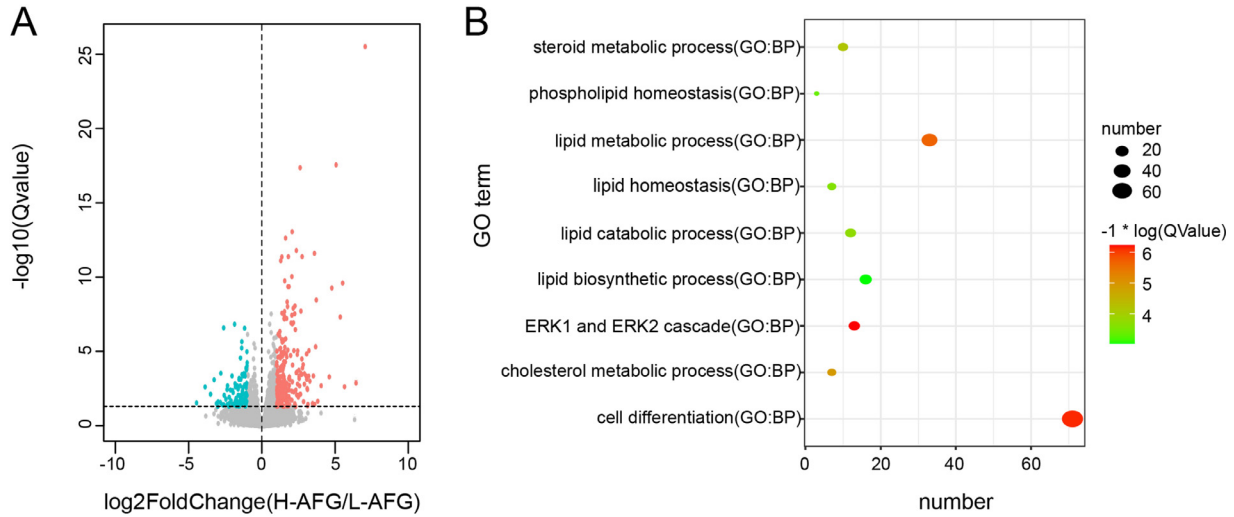 A
-log10(Qvalue)
25
20
15
10
5
0
-10
-5
0
5
10
log2FoldChange(H-AFG/L-AFG)
B
GO term
steroid metabolic process(GO:BP)
phospholipid homeostasis(GO:BP)
lipid metabolic process(GO:BP)
lipid homeostasis(GO:BP)
lipid catabolic process(GO:BP)
lipid biosynthetic process(GO:BP)
ERK1 and ERK2 cascade(GO:BP)
cholesterol metabolic process(GO:BP)
cell differentiation(GO:BP)
0
20
40
60
number
number
20
40
60
-1 * log(QValue)
6
5
4